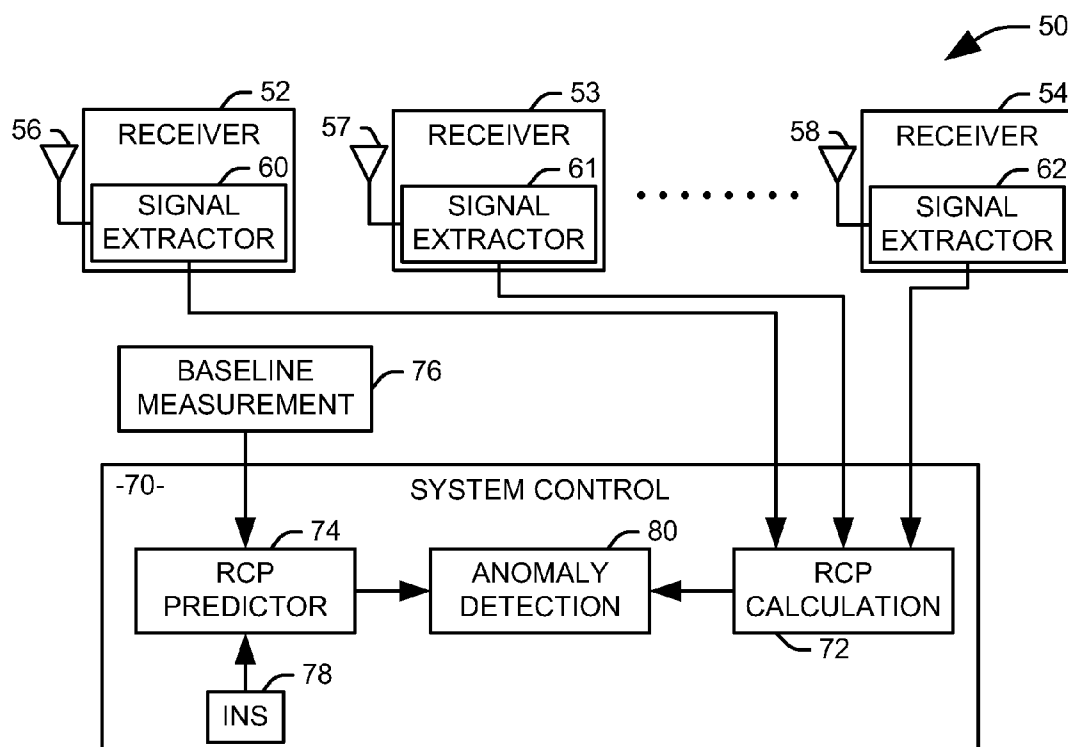 50
52
53
54
56
RECEIVER
57
RECEIVER
58
RECEIVER
60
61
62
SIGNAL
EXTRACTOR
SIGNAL
EXTRACTOR
SIGNAL
EXTRACTOR
BASELINE
MEASUREMENT
76
-70-
SYSTEM CONTROL
74
80
RCP
PREDICTOR
ANOMALY
DETECTION
RCP
CALCULATION
72
78
INS